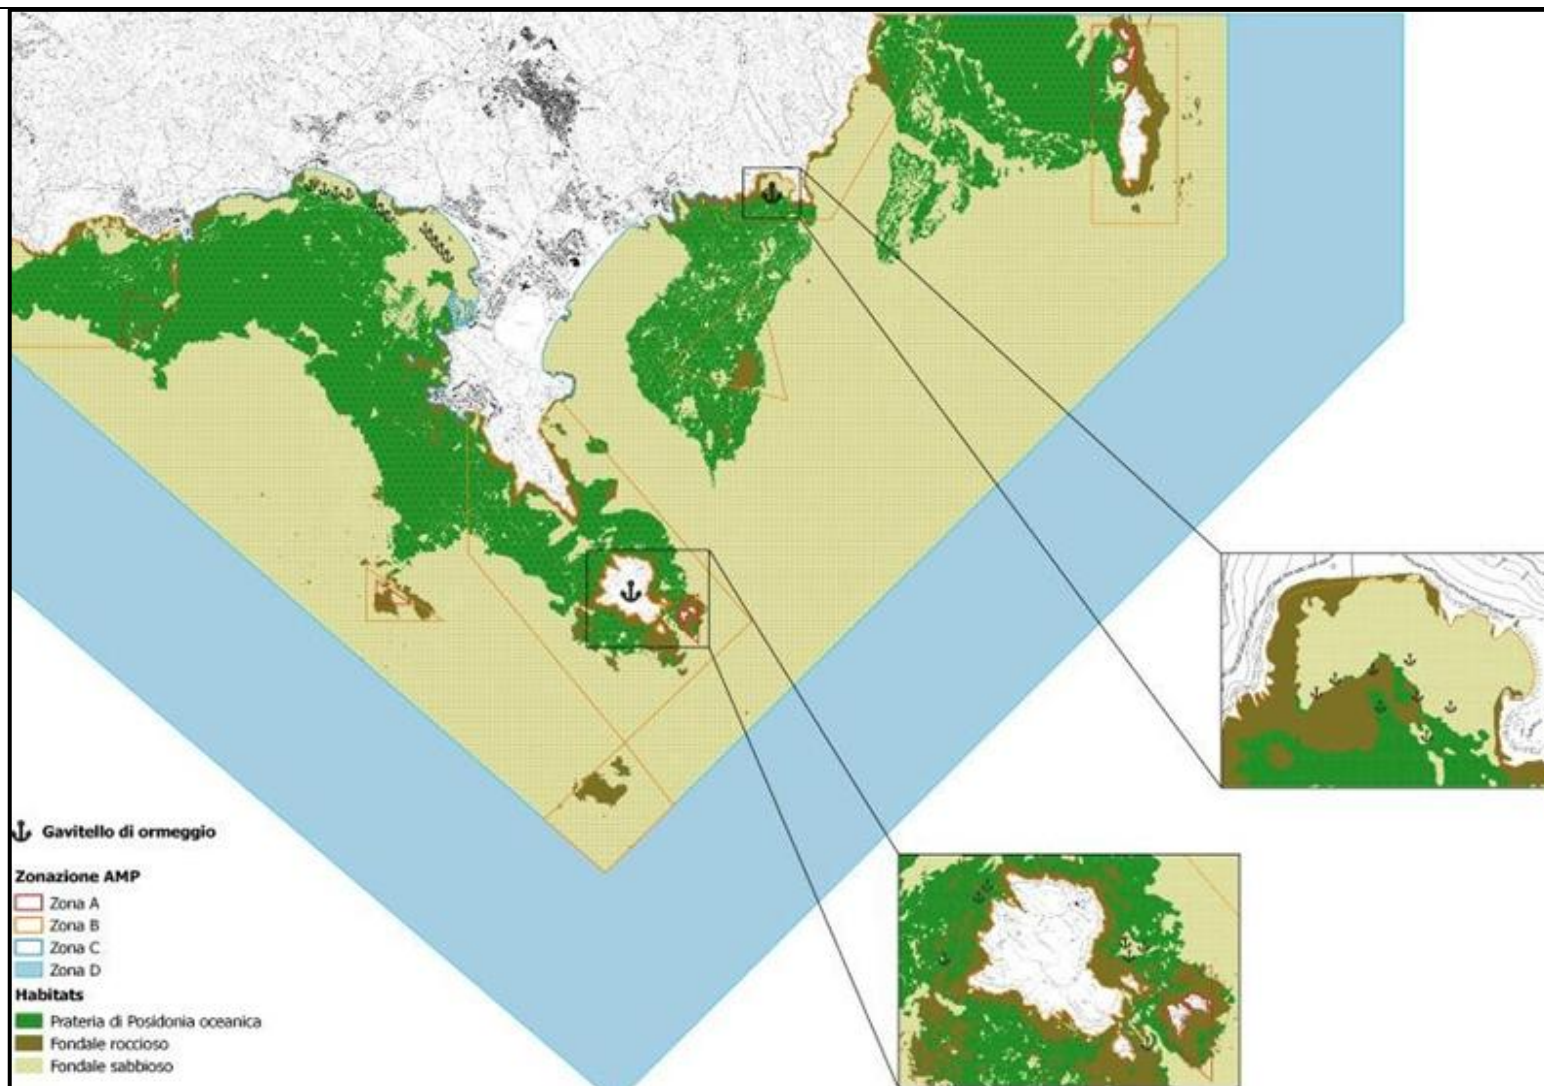 Gavitello di ormeggio
Zonazione AMP
Zona A
Zona B
Zona C
Zona D
Habitats
Prateria di Posidonia oceanica
Fondale roccioso
Fondale sabbioso